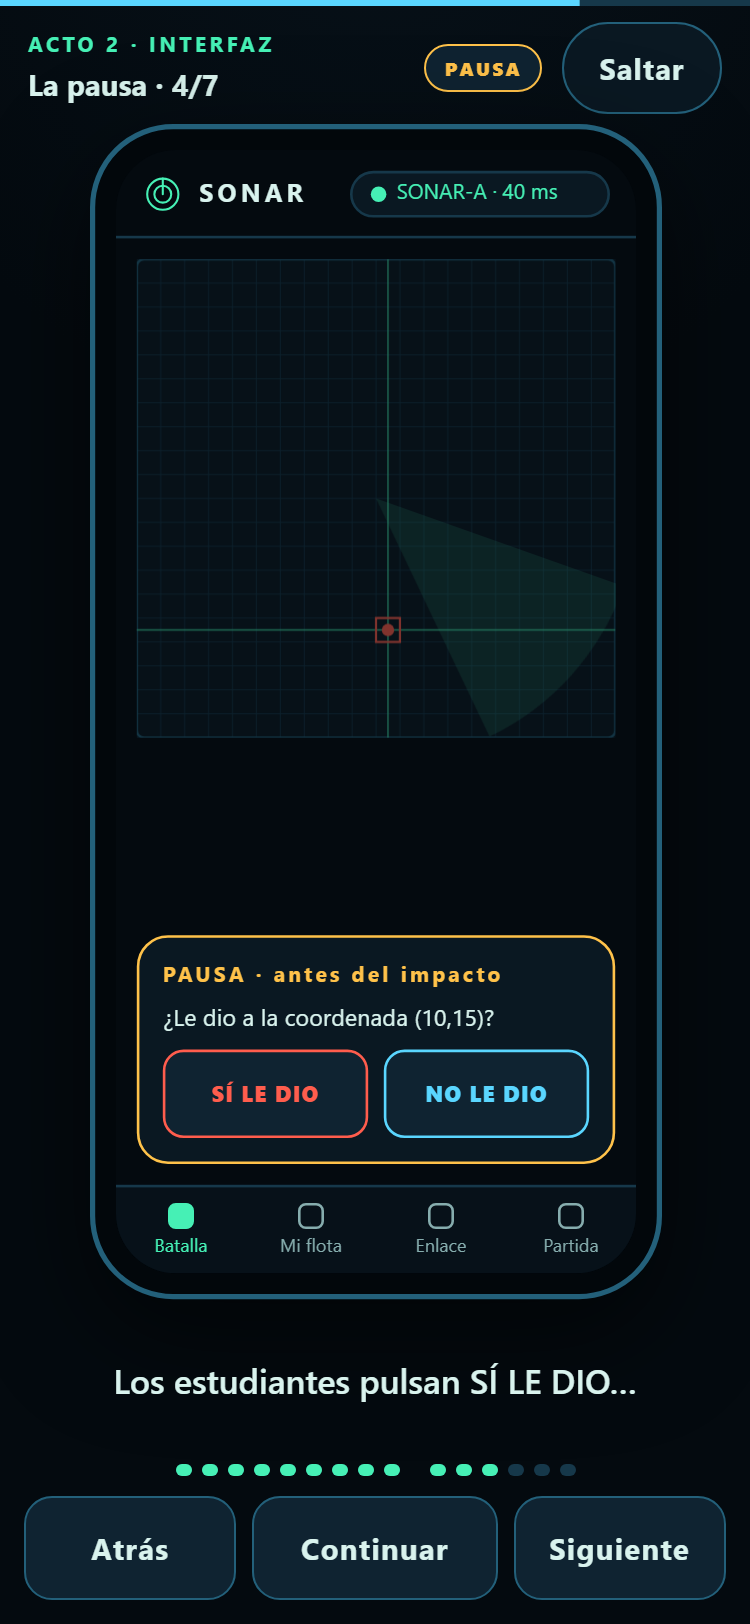 ACTO 2 · INTERFAZ
La pausa · 4/7
PAUSA
Saltar
SONAR
SONAR-A · 40 ms
PAUSA · antes del impacto
¿Le dio a la coordenada (10,15)?
SÍ LE DIO
NO LE DIO
Batalla
Mi flota
Enlace
Partida
Los estudiantes pulsan SÍ LE DIO...
Atrás
Continuar
Siguiente